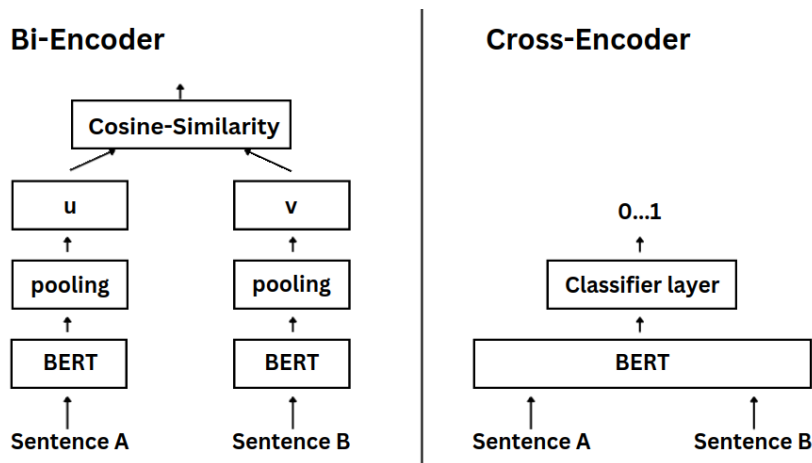 Bi-Encoder
Cosine-Similarity
u
v
pooling
pooling
BERT
BERT
Sentence A
Sentence B
Cross-Encoder
0...1
Classifier layer
BERT
Sentence A
Sentence B